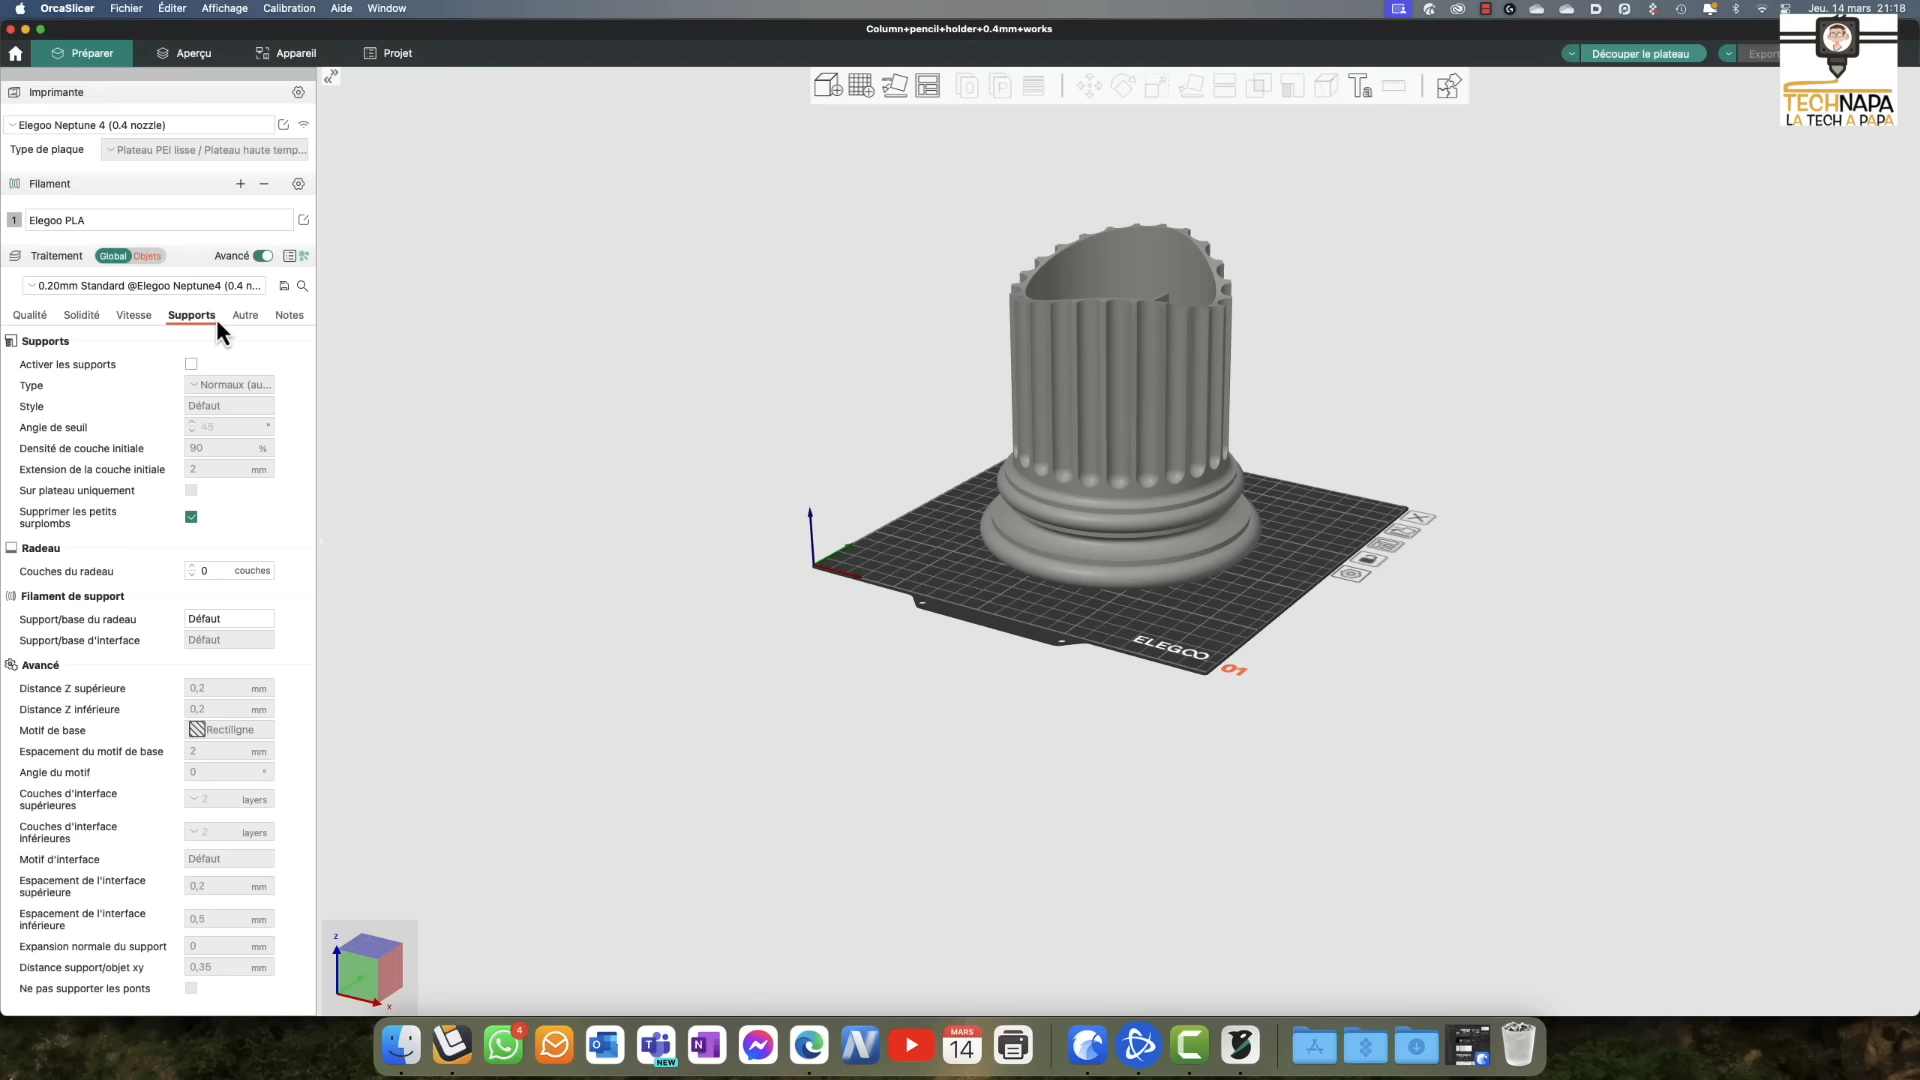 OrcaSlicer Fichier Éditer Affichage Calibration Aide Window Jeu. 14 mars 21:18
Column+pencil+holder+0.4mm+works
Préparer Aperçu Appareil Projet Découper le plateau Export
TECHNAPA
LA TECH A PAPA
Imprimante
Elegoo Neptune 4 (0.4 nozzle)
Type de plaque Plateau PEI lisse / Plateau haute temp...
Filament
1 Elegoo PLA
Traitement Global Objets Avancé
0.20mm Standard @Elegoo Neptune4 (0.4 n...
Qualité Solidité Vitesse Supports Autre Notes
Supports
Activer les supports
Type Normaux (au...
Style Défaut
Angle de seuil 45 °
Densité de couche initiale 90 %
Extension de la couche initiale 2 mm
Sur plateau uniquement
Supprimer les petits
surplombs
Radeau
Couches du radeau 0 couches
Filament de support
Support/base du radeau Défaut
Support/base d'interface Défaut
Avancé
Distance Z supérieure 0,2 mm
Distance Z inférieure 0,2 mm
Motif de base Rectiligne
Espacement du motif de base 2 mm
Angle du motif 0 °
Couches d'interface
supérieures 2 layers
Couches d'interface
inférieures 2 layers
Motif d'interface Défaut
Espacement de l'interface
supérieure 0,2 mm
Espacement de l'interface
inférieure 0,5 mm
Expansion normale du support 0 mm
Distance support/objet xy 0,35 mm
Ne pas supporter les ponts
ELEGOO
01
z
x
4
NEW
MARS
14